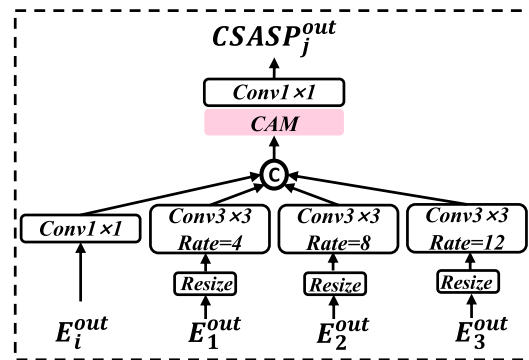 CSASP_j^out
Conv1×1
CAM
C
Conv1×1 Conv3×3 Rate=4 Conv3×3 Rate=8 Conv3×3 Rate=12
Resize Resize Resize
E_i^out E_1^out E_2^out E_3^out